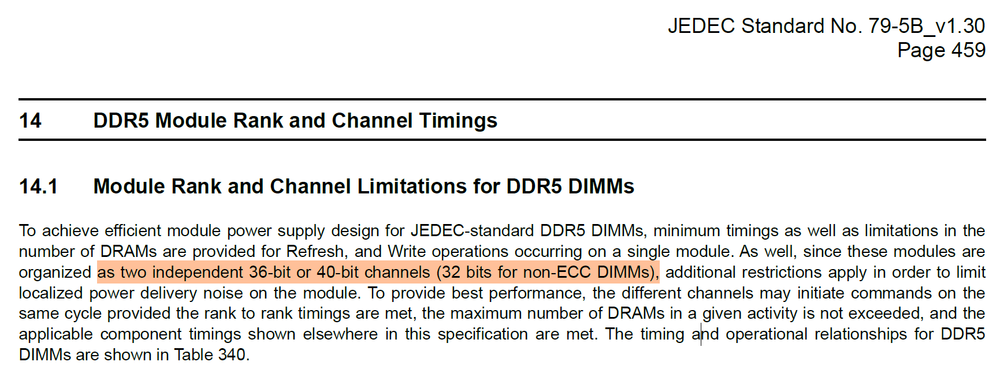 JEDEC Standard No. 79-5B_v1.30
Page 459
14 DDR5 Module Rank and Channel Timings
14.1 Module Rank and Channel Limitations for DDR5 DIMMs
To achieve efficient module power supply design for JEDEC-standard DDR5 DIMMs, minimum timings as well as limitations in the
number of DRAMs are provided for Refresh, and Write operations occurring on a single module. As well, since these modules are
organized as two independent 36-bit or 40-bit channels (32 bits for non-ECC DIMMs), additional restrictions apply in order to limit
localized power delivery noise on the module. To provide best performance, the different channels may initiate commands on the
same cycle provided the rank to rank timings are met, the maximum number of DRAMs in a given activity is not exceeded, and the
applicable component timings shown elsewhere in this specification are met. The timing and operational relationships for DDR5
DIMMs are shown in Table 340.